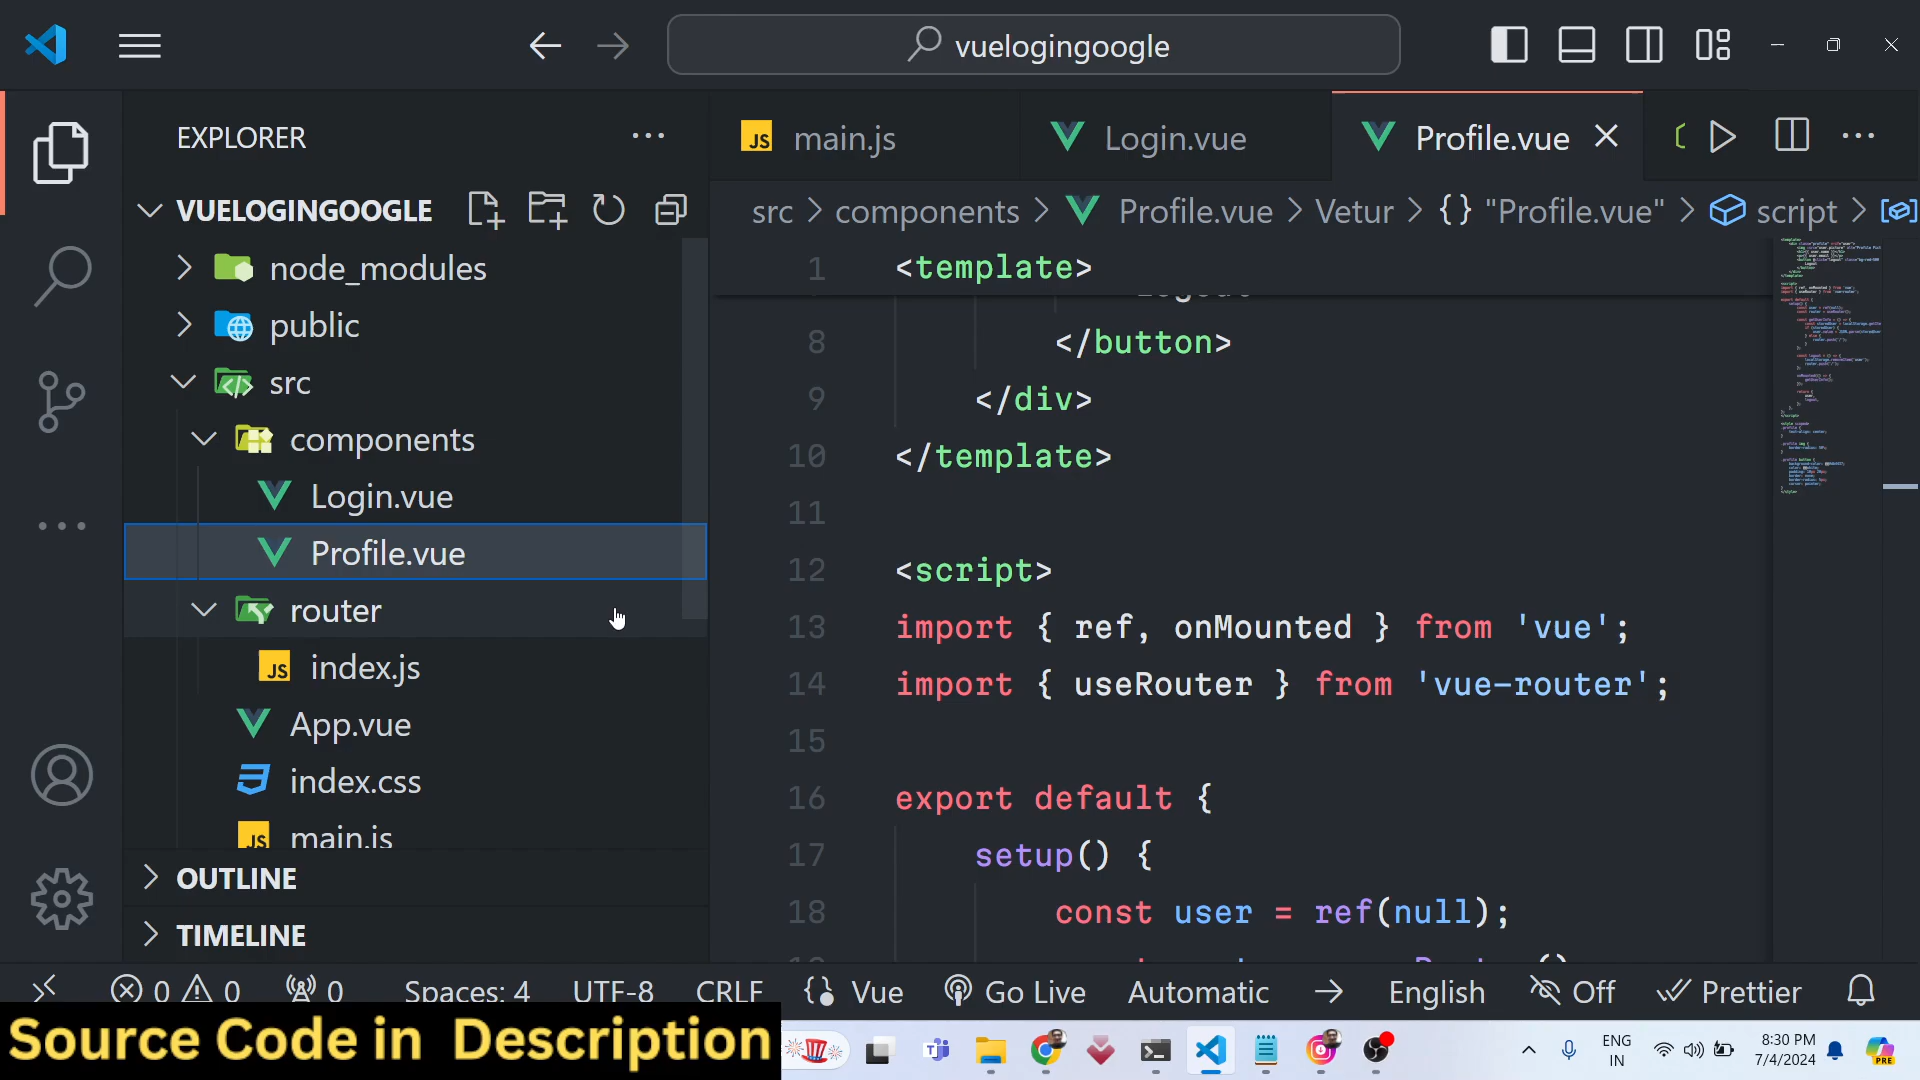 vuelogingoogle
EXPLORER
VUELOGINGOOGLE
node_modules
public
src
components
Login.vue
Profile.vue
router
index.js
App.vue
index.css
main.js
OUTLINE
TIMELINE
main.js
Login.vue
Profile.vue
src > components > Profile.vue > Vetur > {} "Profile.vue" > script >
1 <template>
Logout
8 </button>
9 </div>
10 </template>
11
12 <script>
13 import { ref, onMounted } from 'vue';
14 import { useRouter } from 'vue-router';
15
16 export default {
17 setup() {
18 const user = ref(null);
0 0 0 Spaces: 4 UTF-8 CRLF {} Vue Go Live Automatic → English Off Prettier
Source Code in Description
ENG
IN
8:30 PM
7/4/2024
PRE